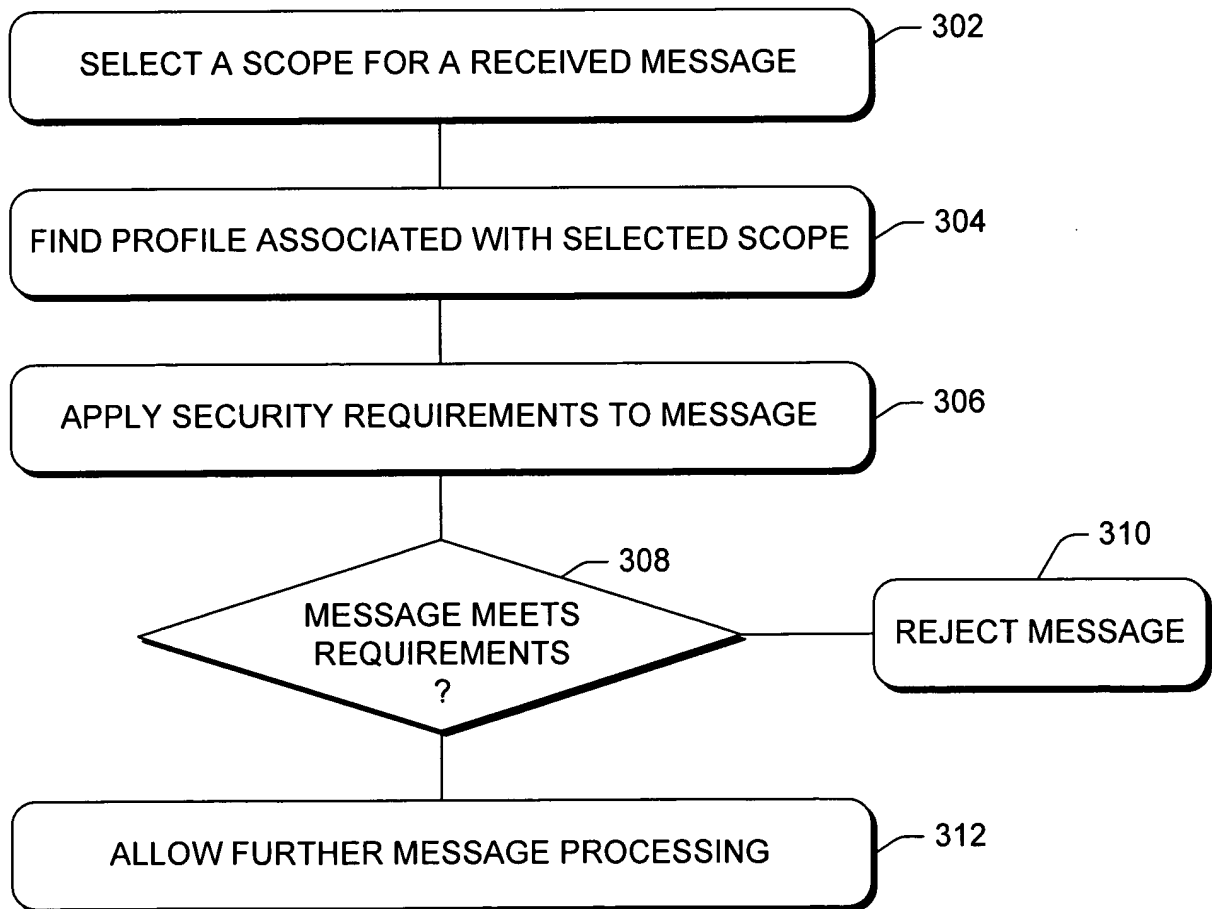 SELECT A SCOPE FOR A RECEIVED MESSAGE
302
FIND PROFILE ASSOCIATED WITH SELECTED SCOPE
304
APPLY SECURITY REQUIREMENTS TO MESSAGE
306
MESSAGE MEETS
REQUIREMENTS
?
308
REJECT MESSAGE
310
ALLOW FURTHER MESSAGE PROCESSING
312